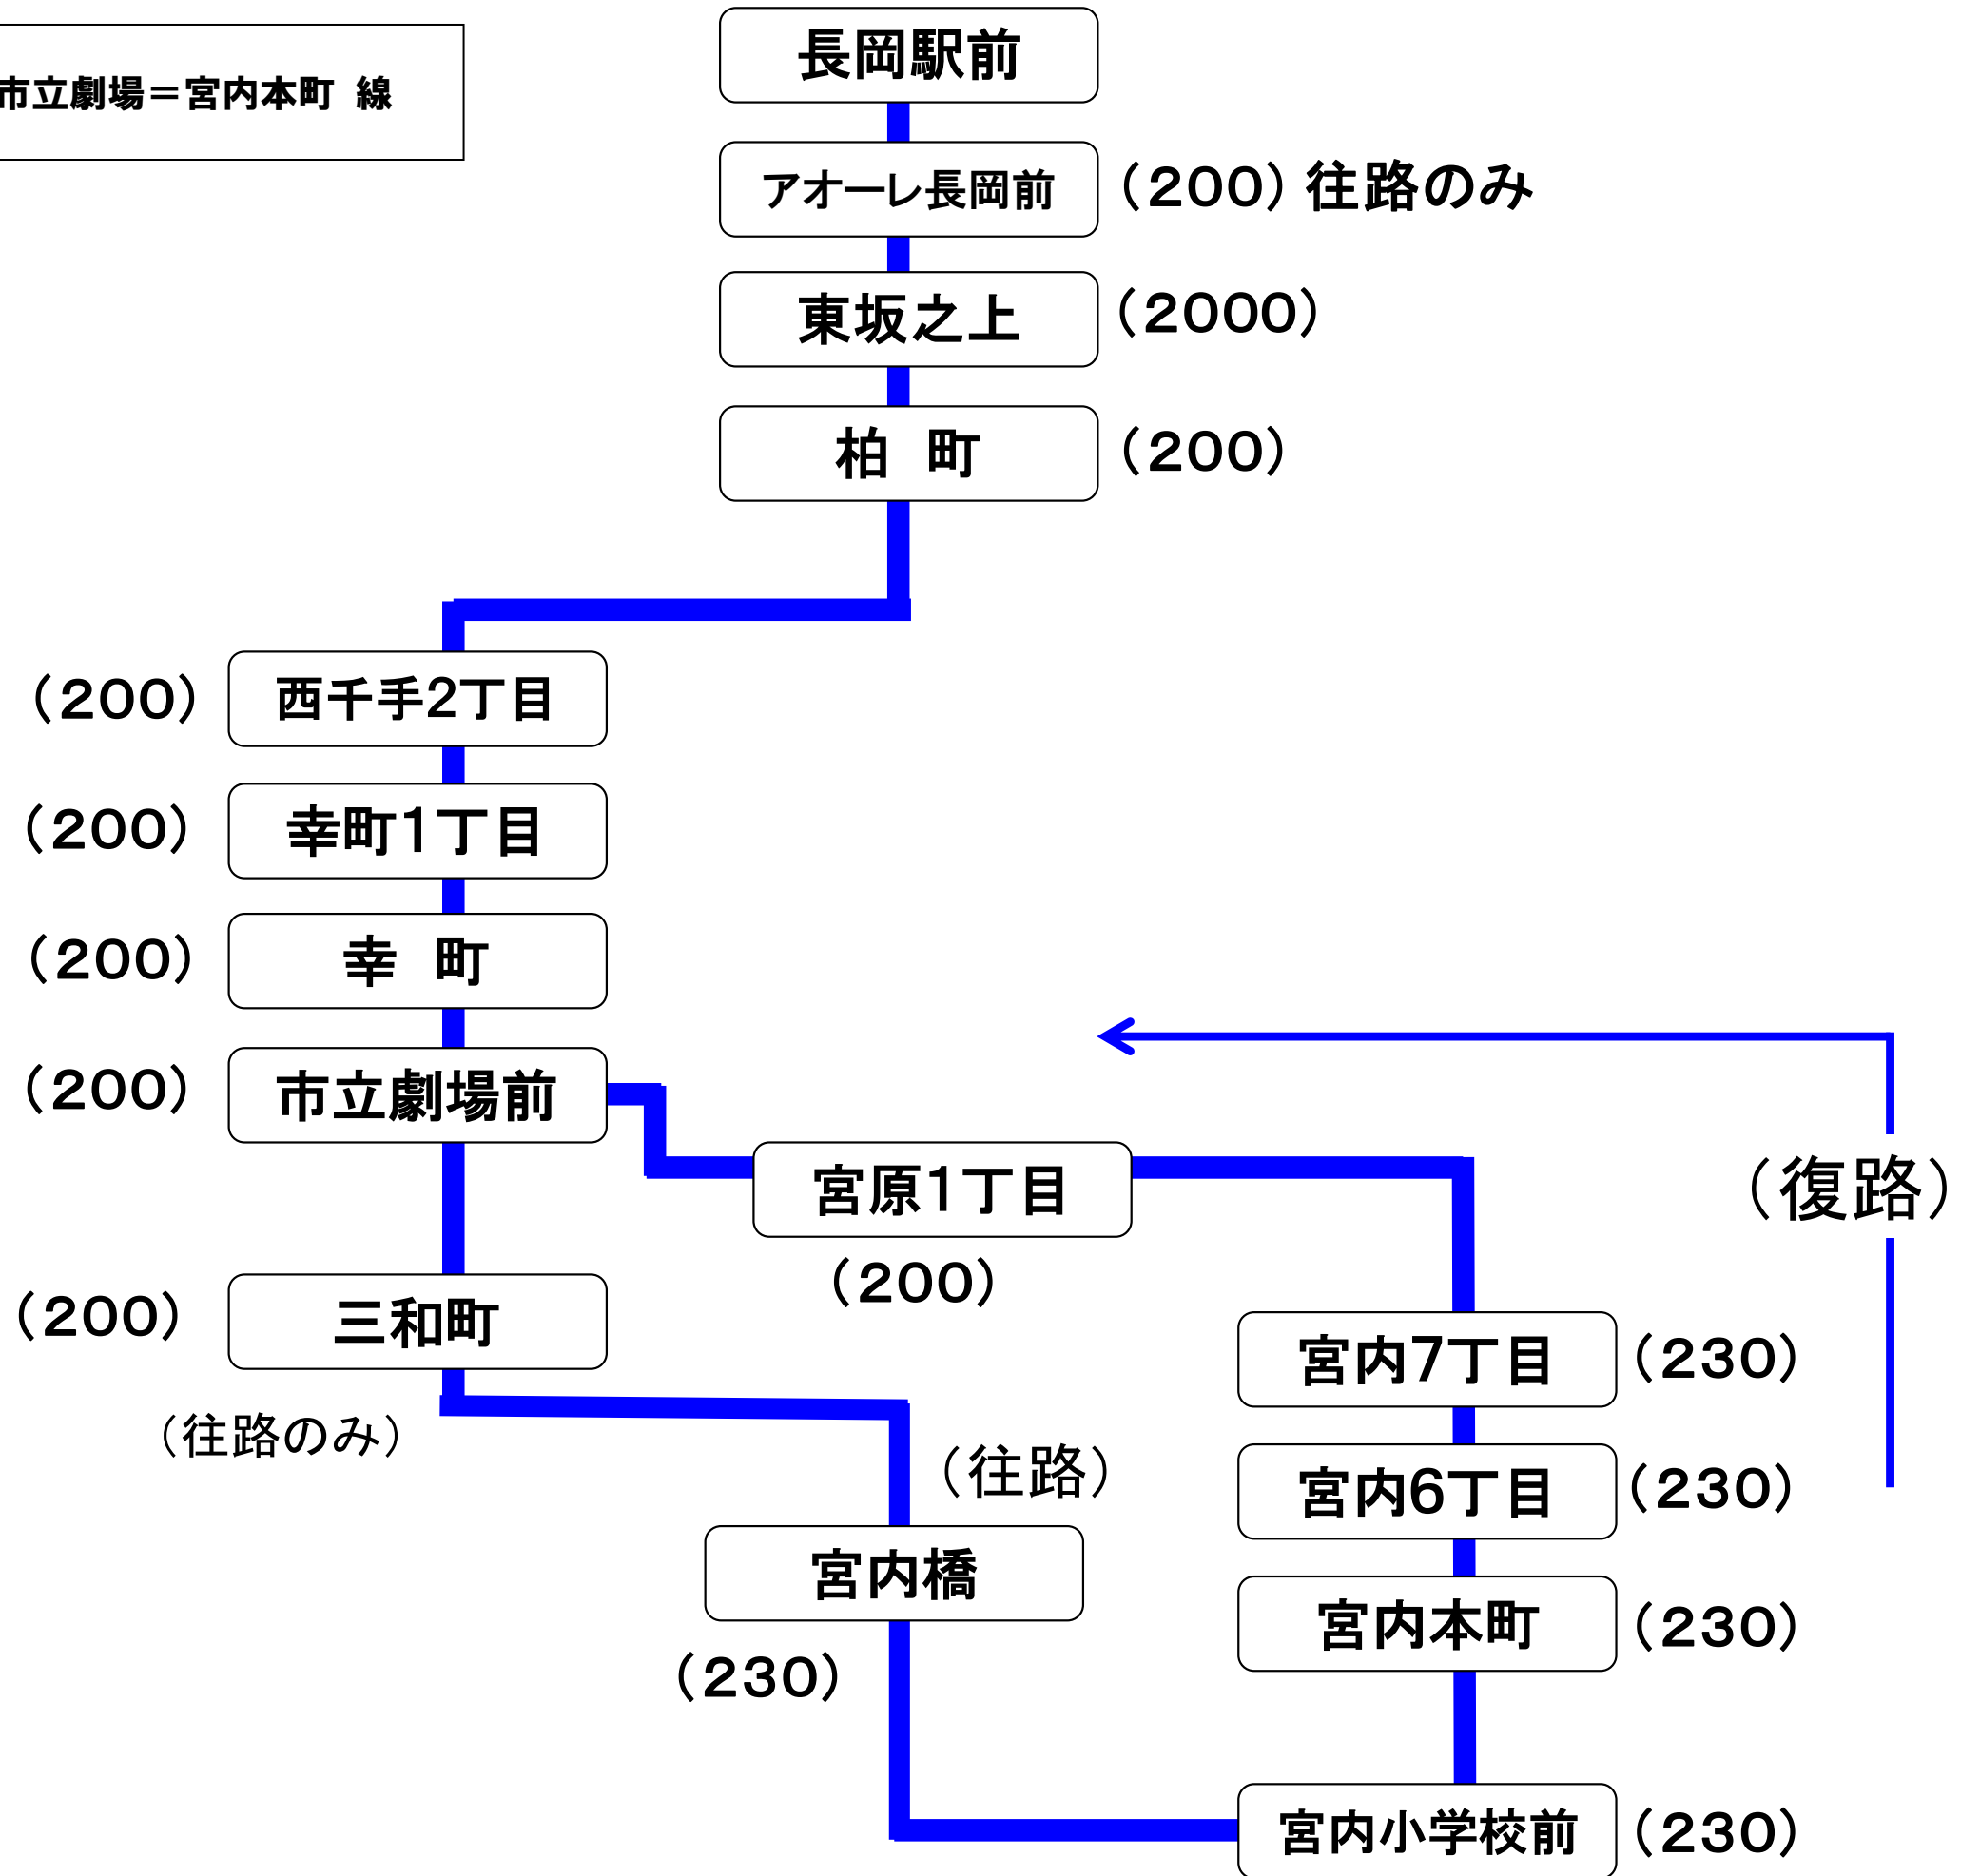 市立劇場＝宮内本町 線
長岡駅前
アオーレ長岡前
（200）往路のみ
東坂之上
（2000）
柏 町
（200）
（200）
西千手2丁目
（200）
幸町1丁目
（200）
幸 町
（200）
市立劇場前
宮原1丁目
（200）
（復路）
（200）
三和町
（往路のみ）
宮内7丁目
（230）
（往路）
宮内6丁目
（230）
宮内橋
（230）
宮内本町
（230）
宮内小学校前
（230）